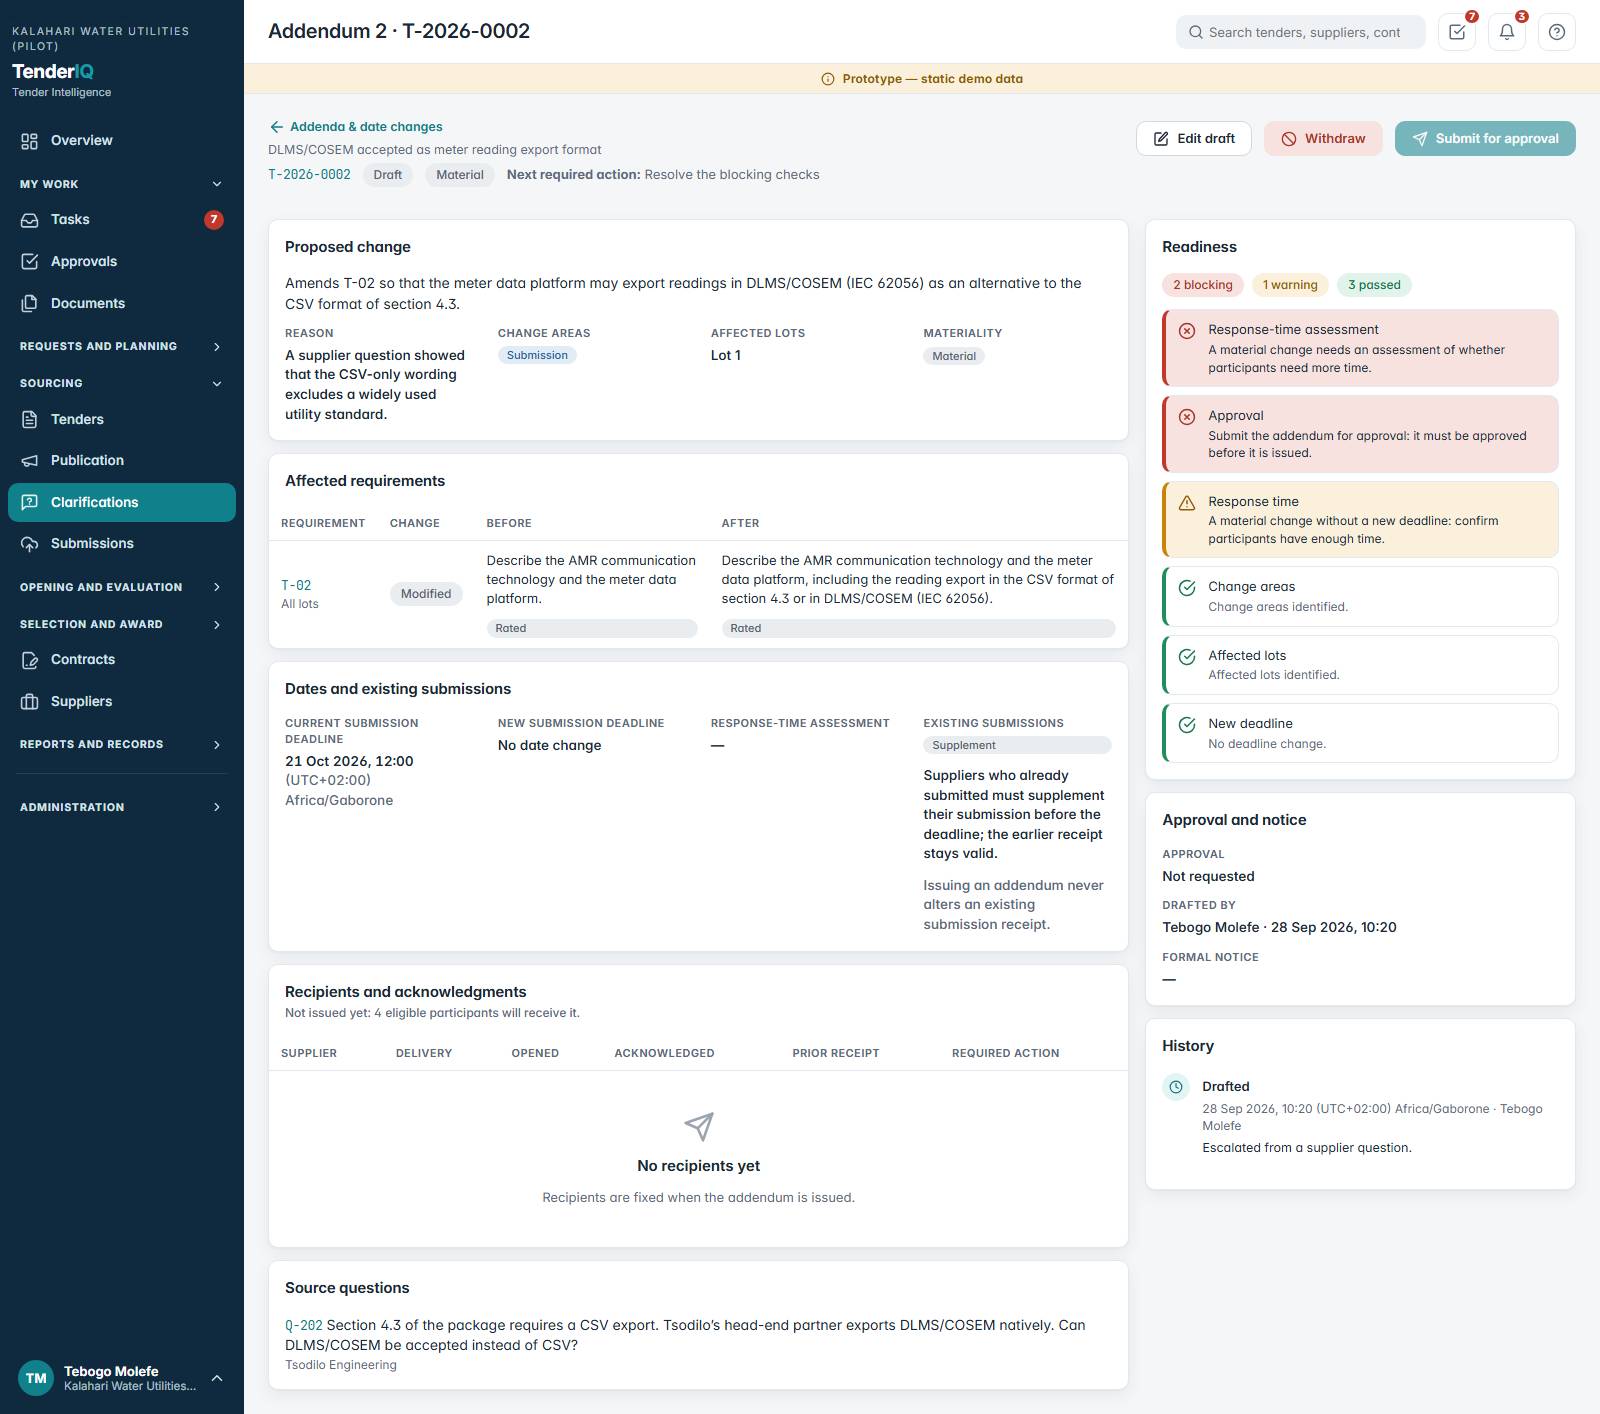 KALAHARI WATER UTILITIES
(PILOT)
TenderIQ
Tender Intelligence
Overview
MY WORK
Tasks
7
Approvals
Documents
REQUESTS AND PLANNING
SOURCING
Tenders
Publication
Clarifications
Submissions
OPENING AND EVALUATION
SELECTION AND AWARD
Contracts
Suppliers
REPORTS AND RECORDS
ADMINISTRATION
TM
Tebogo Molefe
Kalahari Water Utilities...
Addendum 2 · T-2026-0002
Search tenders, suppliers, cont
7
3
Prototype — static demo data
Addenda & date changes
DLMS/COSEM accepted as meter reading export format
T-2026-0002 Draft Material Next required action: Resolve the blocking checks
Edit draft
Withdraw
Submit for approval
Proposed change
Amends T-02 so that the meter data platform may export readings in DLMS/COSEM (IEC 62056) as an alternative to the
CSV format of section 4.3.
REASON
A supplier question showed
that the CSV-only wording
excludes a widely used
utility standard.
CHANGE AREAS
Submission
AFFECTED LOTS
Lot 1
MATERIALITY
Material
Affected requirements
REQUIREMENT CHANGE BEFORE AFTER
T-02
All lots
Modified
Describe the AMR communication
technology and the meter data
platform.
Rated
Describe the AMR communication technology and the meter
data platform, including the reading export in the CSV format of
section 4.3 or in DLMS/COSEM (IEC 62056).
Rated
Dates and existing submissions
CURRENT SUBMISSION
DEADLINE
21 Oct 2026, 12:00
(UTC+02:00)
Africa/Gaborone
NEW SUBMISSION DEADLINE
No date change
RESPONSE-TIME ASSESSMENT
—
EXISTING SUBMISSIONS
Supplement
Suppliers who already
submitted must supplement
their submission before the
deadline; the earlier receipt
stays valid.
Issuing an addendum never
alters an existing
submission receipt.
Recipients and acknowledgments
Not issued yet: 4 eligible participants will receive it.
SUPPLIER DELIVERY OPENED ACKNOWLEDGED PRIOR RECEIPT REQUIRED ACTION
No recipients yet
Recipients are fixed when the addendum is issued.
Source questions
Q-202 Section 4.3 of the package requires a CSV export. Tsodilo’s head-end partner exports DLMS/COSEM natively. Can
DLMS/COSEM be accepted instead of CSV?
Tsodilo Engineering
Readiness
2 blocking 1 warning 3 passed
Response-time assessment
A material change needs an assessment of whether
participants need more time.
Approval
Submit the addendum for approval: it must be approved
before it is issued.
Response time
A material change without a new deadline: confirm
participants have enough time.
Change areas
Change areas identified.
Affected lots
Affected lots identified.
New deadline
No deadline change.
Approval and notice
APPROVAL
Not requested
DRAFTED BY
Tebogo Molefe · 28 Sep 2026, 10:20
FORMAL NOTICE
—
History
Drafted
28 Sep 2026, 10:20 (UTC+02:00) Africa/Gaborone · Tebogo
Molefe
Escalated from a supplier question.